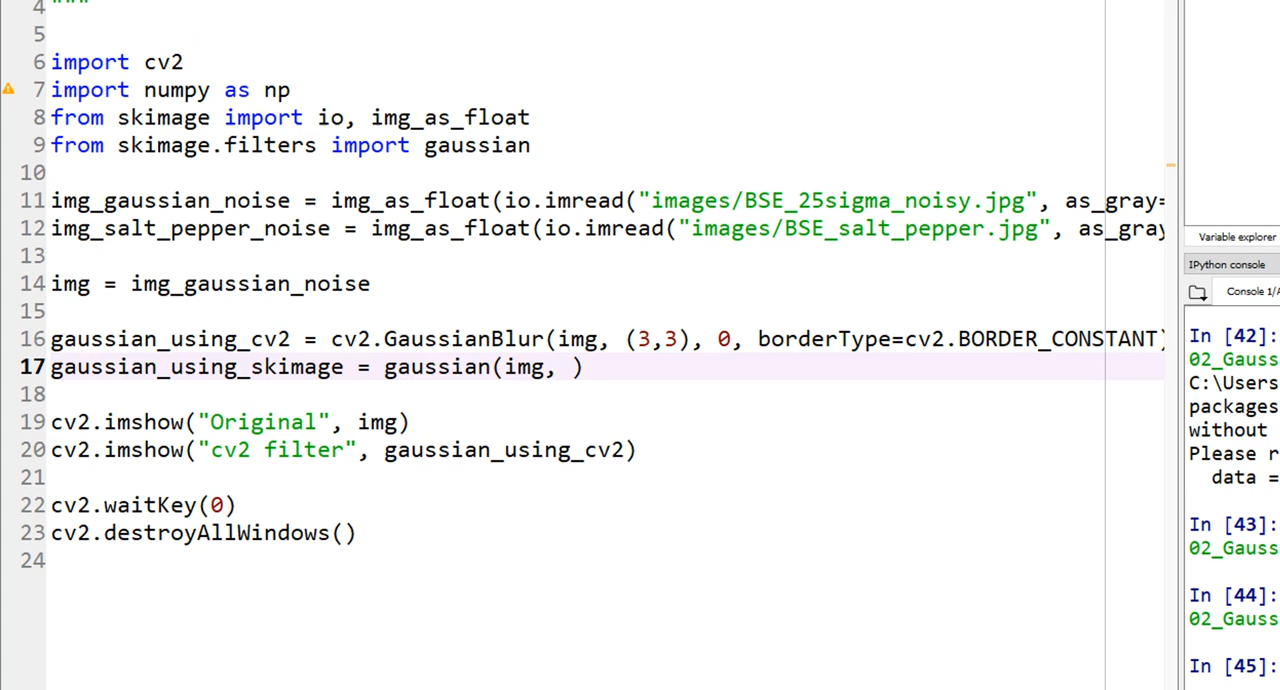 4 """
5
6 import cv2
7 import numpy as np
8 from skimage import io, img_as_float
9 from skimage.filters import gaussian
10
11 img_gaussian_noise = img_as_float(io.imread("images/BSE_25sigma_noisy.jpg", as_gray=
12 img_salt_pepper_noise = img_as_float(io.imread("images/BSE_salt_pepper.jpg", as_gray
13
14 img = img_gaussian_noise
15
16 gaussian_using_cv2 = cv2.GaussianBlur(img, (3,3), 0, borderType=cv2.BORDER_CONSTANT)
17 gaussian_using_skimage = gaussian(img, )
18
19 cv2.imshow("Original", img)
20 cv2.imshow("cv2 filter", gaussian_using_cv2)
21
22 cv2.waitKey(0)
23 cv2.destroyAllWindows()
24
Variable explorer
IPython console
Console 1/A
In [42]:
02_Gauss
C:\Users
packages
without
Please r
data =
In [43]:
02_Gauss
In [44]:
02_Gauss
In [45]: